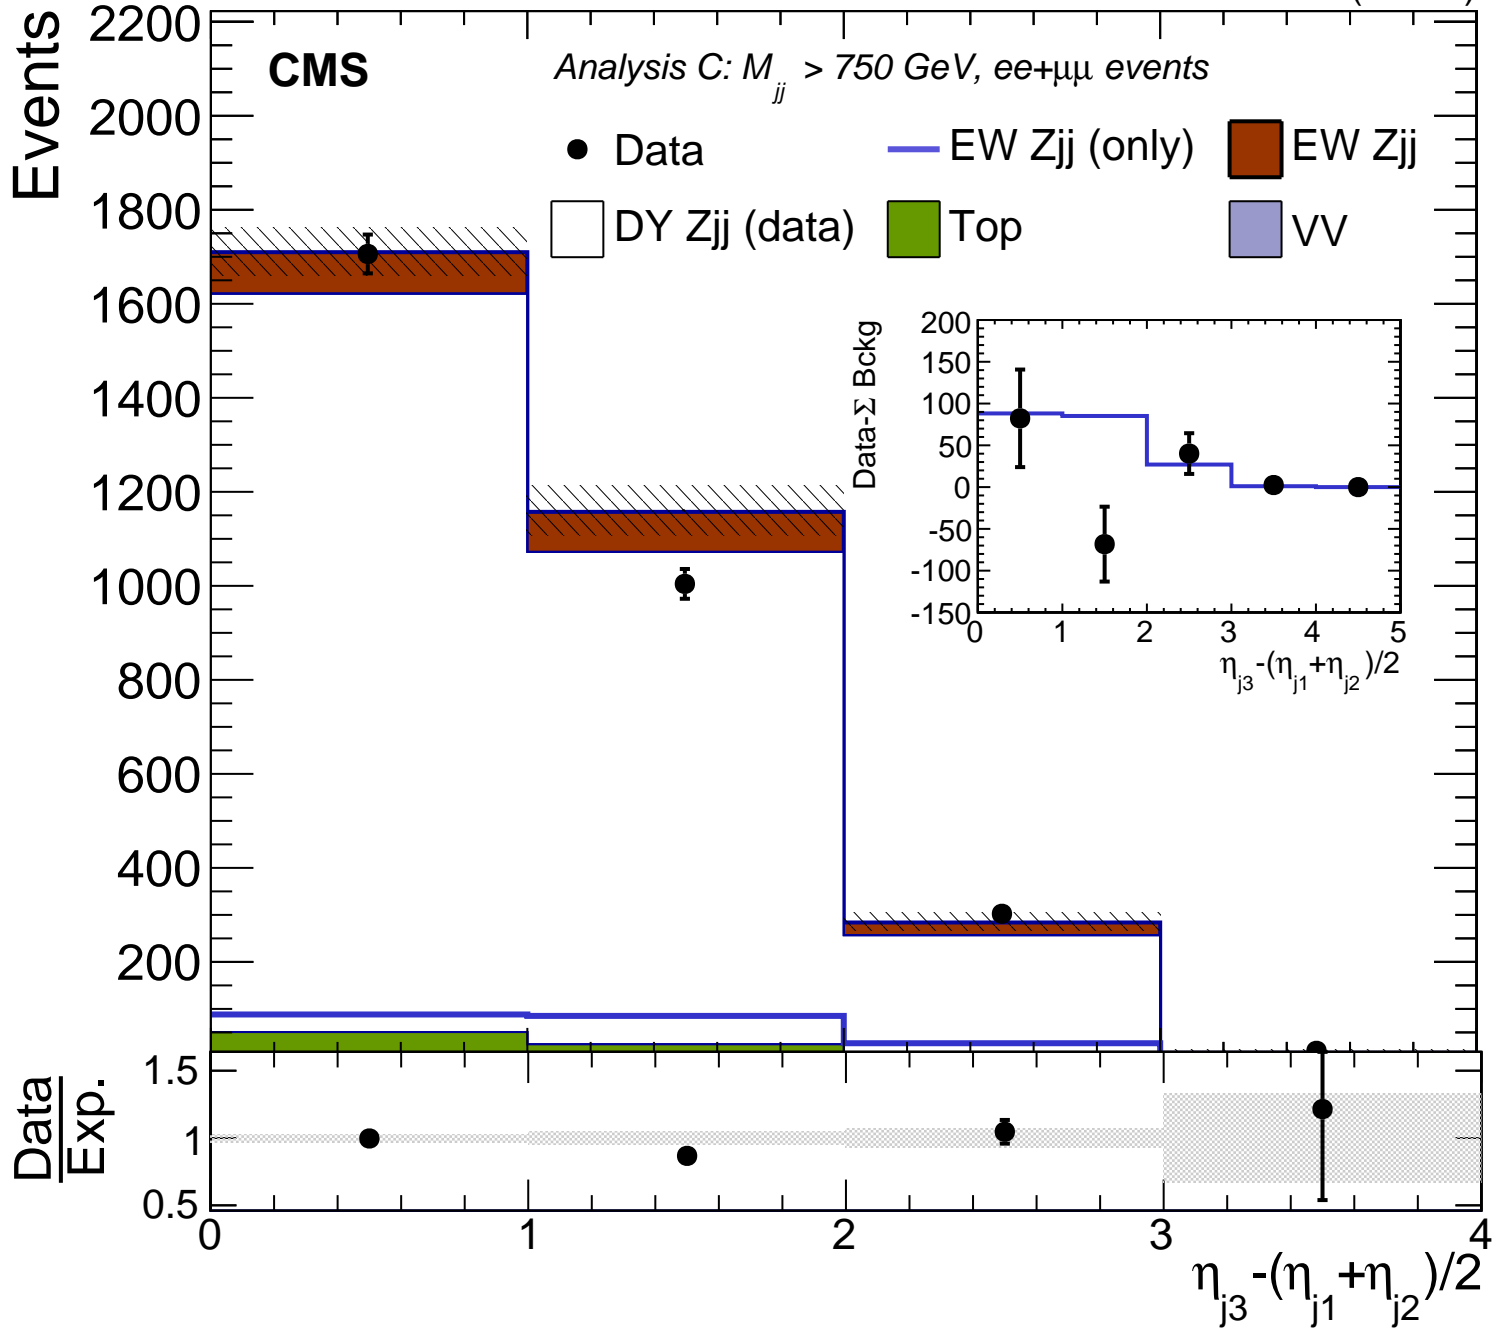 Events
2200
2000
1800
1600
1400
1200
1000
800
600
400
200
CMS
Analysis C: M_jj > 750 GeV, ee+μμ events
Data
EW Zjj (only)
EW Zjj
DY Zjj (data)
Top
VV
Data-Σ Bckg
200
150
100
50
0
-50
-100
-150
0 1 2 3 4 5
η_j3-(η_j1+η_j2)/2
Data
Exp.
1.5
1
0.5
0 1 2 3 4
η_j3-(η_j1+η_j2)/2